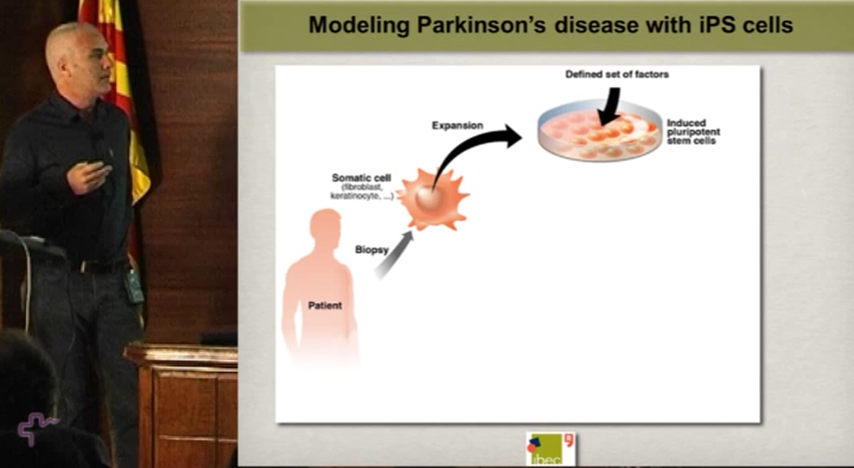 Modeling Parkinson's disease with iPS cells
Defined set of factors
Expansion
Induced
pluripotent
stem cells
Somatic cell
(fibroblast,
keratinocyte, ...)
Biopsy
Patient
ibec